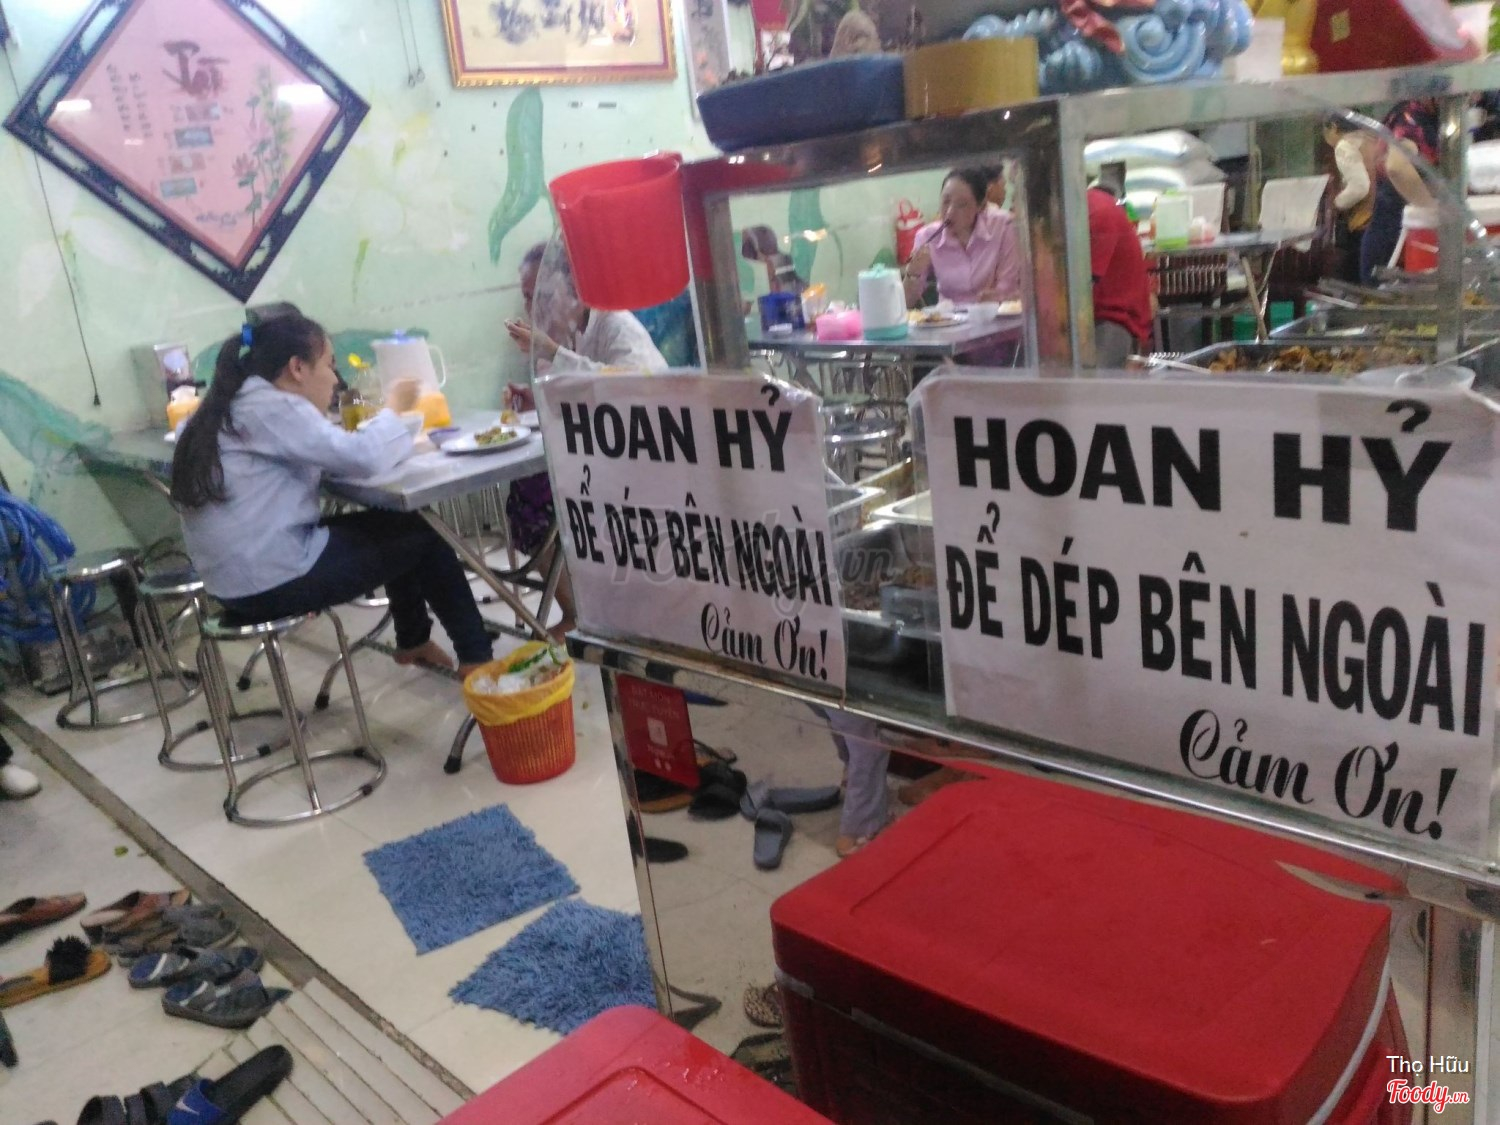 HOAN HỶ
ĐỂ DÉP BÊN NGOÀI
Cảm Ơn!
HOAN HỶ
ĐỂ DÉP BÊN NGOÀI
Cảm Ơn!
Thọ Hữu
Foody.vn